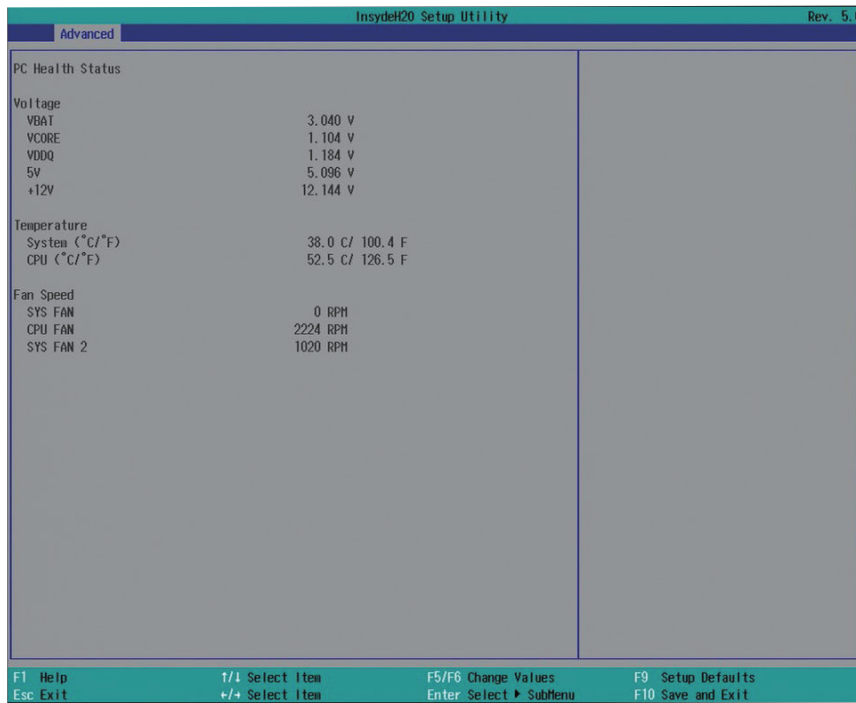 InsydeH20 Setup Utility Rev. 5.
Advanced
PC Health Status
Voltage
VBAT 3.040 V
VCORE 1.104 V
VDDQ 1.184 V
5V 5.096 V
+12V 12.144 V
Temperature
System (°C/°F) 38.0 C/ 100.4 F
CPU (°C/°F) 52.5 C/ 126.5 F
Fan Speed
SYS FAN 0 RPM
CPU FAN 2224 RPM
SYS FAN 2 1020 RPM
F1 Help ↑/↓ Select Item F5/F6 Change Values F9 Setup Defaults
Esc Exit ←/→ Select Item Enter Select ▶ SubMenu F10 Save and Exit